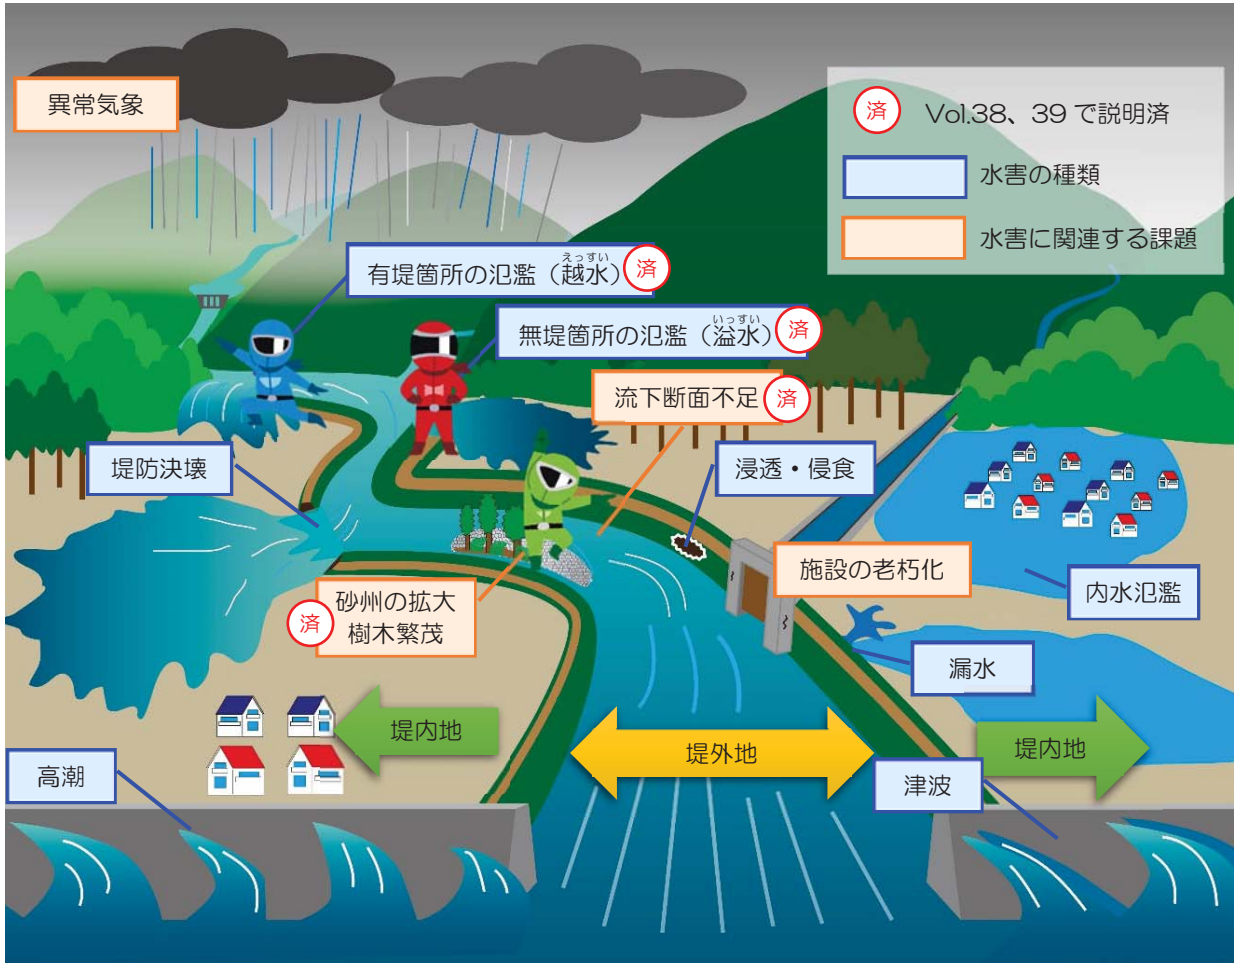 異常気象
済 Vol.38、39 で説明済
水害の種類
水害に関連する課題
えっすい
有堤箇所の氾濫（越水） 済
いっすい
無堤箇所の氾濫（溢水） 済
流下断面不足 済
堤防決壊
浸透・侵食
施設の老朽化
内水氾濫
済 砂州の拡大
樹木繁茂
漏水
堤内地
堤外地
堤内地
高潮
津波